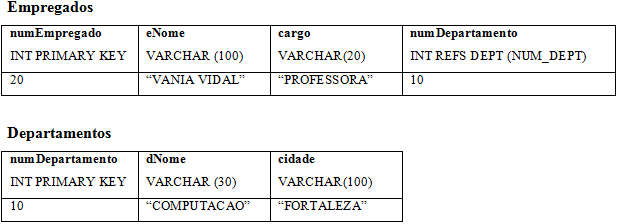 Empregados
numEmpregado eNome cargo numDepartamento
INT PRIMARY KEY VARCHAR (100) VARCHAR(20) INT REFS DEPT (NUM_DEPT)
20 “VANIA VIDAL” “PROFESSORA” 10
Departamentos
numDepartamento dNome cidade
INT PRIMARY KEY VARCHAR (30) VARCHAR(100)
10 “COMPUTACAO” “FORTALEZA”